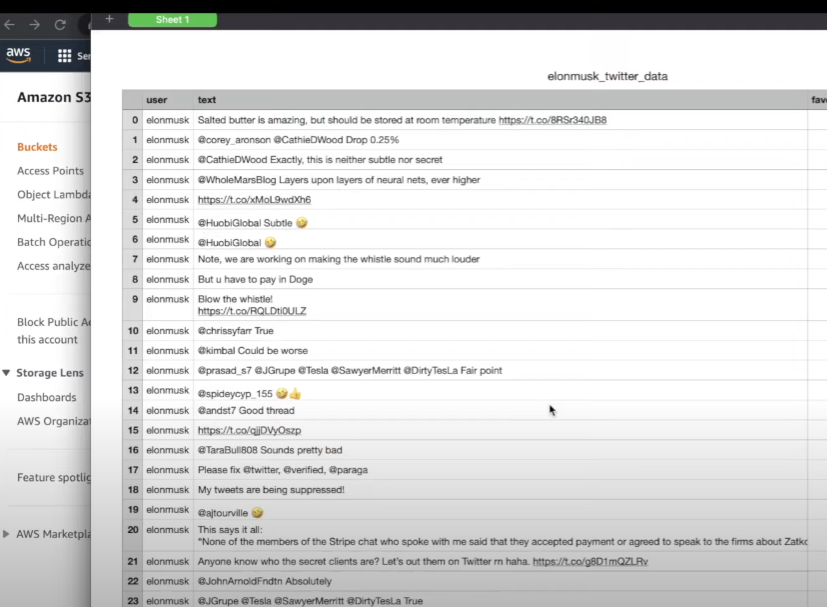 Sheet 1
aws
Amazon S3
Buckets
Access Points
Object Lambda
Multi-Region A
Batch Operatio
Access analyze
Block Public Ac
this account
Storage Lens
Dashboards
AWS Organizat
Feature spotlig
AWS Marketpla
elonmusk_twitter_data
user text favo
0 elonmusk Salted butter is amazing, but should be stored at room temperature https://t.co/8RSr340JB8
1 elonmusk @corey_aronson @CathieDWood Drop 0.25%
2 elonmusk @CathieDWood Exactly, this is neither subtle nor secret
3 elonmusk @WholeMarsBlog Layers upon layers of neural nets, ever higher
4 elonmusk https://t.co/xMoL9wdXh6
5 elonmusk @HuobiGlobal Subtle 🤣
6 elonmusk @HuobiGlobal 🤣
7 elonmusk Note, we are working on making the whistle sound much louder
8 elonmusk But u have to pay in Doge
9 elonmusk Blow the whistle!
https://t.co/RQLDti0ULZ
10 elonmusk @chrissyfarr True
11 elonmusk @kimbal Could be worse
12 elonmusk @prasad_s7 @JGrupe @Tesla @SawyerMerritt @DirtyTesLa Fair point
13 elonmusk @spideycyp_155 🤣👍
14 elonmusk @andst7 Good thread
15 elonmusk https://t.co/qjjDVyOszp
16 elonmusk @TaraBull808 Sounds pretty bad
17 elonmusk Please fix @twitter, @verified, @paraga
18 elonmusk My tweets are being suppressed!
19 elonmusk @ajtourville 🤣
20 elonmusk This says it all:
"None of the members of the Stripe chat who spoke with me said that they accepted payment or agreed to speak to the firms about Zatko
21 elonmusk Anyone know who the secret clients are? Let's out them on Twitter rn haha. https://t.co/g8D1mQZLRv
22 elonmusk @JohnArnoldFndtn Absolutely
23 elonmusk @JGrupe @Tesla @SawyerMerritt @DirtyTesLa True